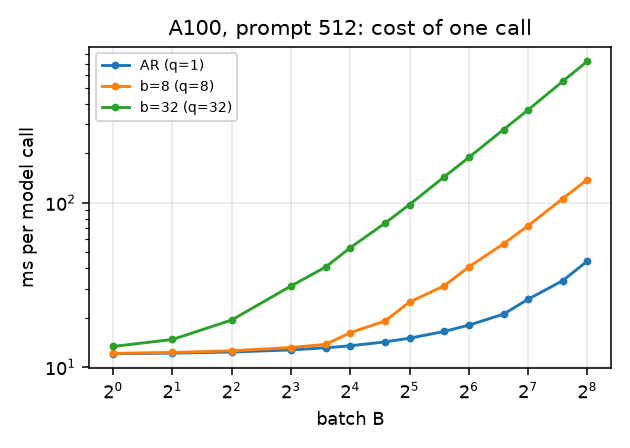 A100, prompt 512: cost of one call
AR (q=1)
b=8 (q=8)
b=32 (q=32)
ms per model call
10²
10¹
2⁰ 2¹ 2² 2³ 2⁴ 2⁵ 2⁶ 2⁷ 2⁸
batch B